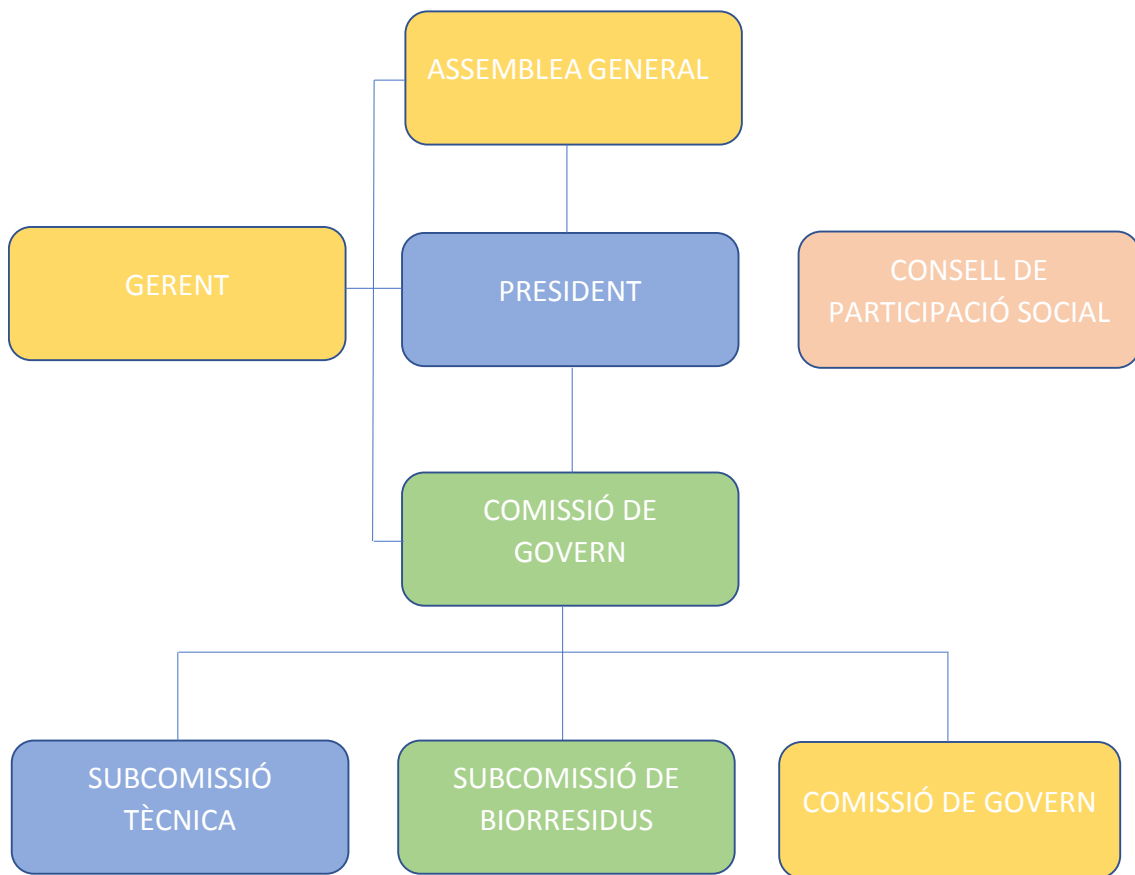 ASSEMBLEA GENERAL
GERENT
PRESIDENT
CONSELL DE
PARTICIPACIÓ SOCIAL
COMISSIÓ DE
GOVERN
SUBCOMISSIÓ
TÈCNICA
SUBCOMISSIÓ DE
BIORRESIDUS
COMISSIÓ DE GOVERN